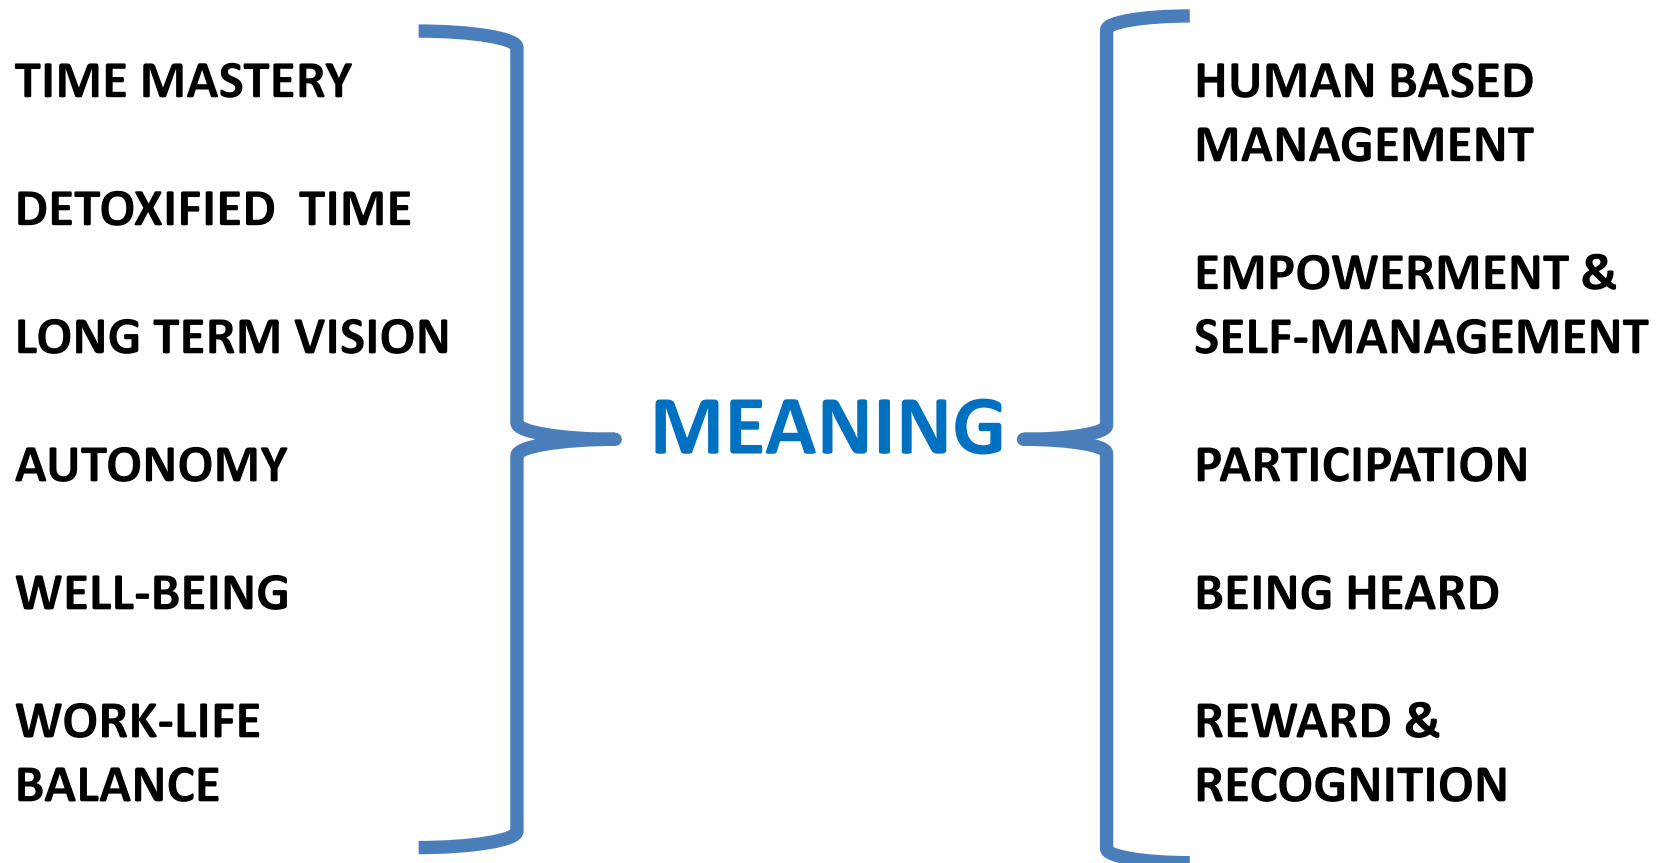 TIME MASTERY
DETOXIFIED  TIME
LONG TERM VISION
AUTONOMY
WELL-BEING
WORK-LIFE
BALANCE
MEANING
HUMAN BASED
MANAGEMENT
EMPOWERMENT &
SELF-MANAGEMENT
PARTICIPATION
BEING HEARD
REWARD &
RECOGNITION